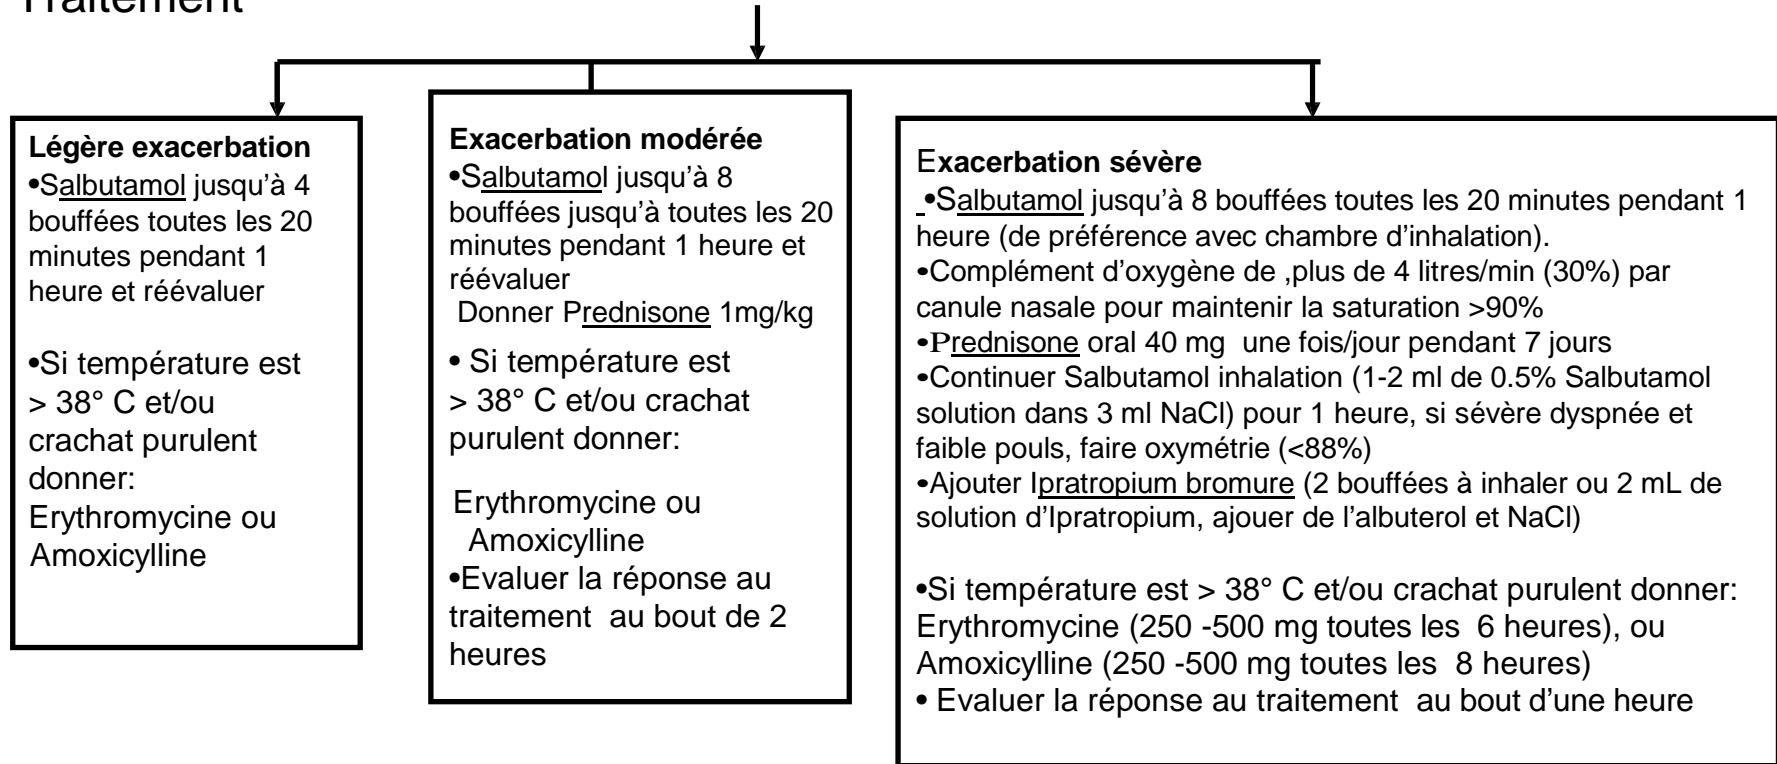 Traitement
Légère exacerbation
•Salbutamol jusqu’à 4
bouffées toutes les 20
minutes pendant 1
heure et réévaluer
•Si température est
> 38° C et/ou
crachat purulent
donner:
Erythromycine ou
Amoxicylline
Exacerbation modérée
•Salbutamol jusqu’à 8
bouffées jusqu’à toutes les 20
minutes pendant 1 heure et
réévaluer
Donner Prednisone 1mg/kg
• Si température est
> 38° C et/ou crachat
purulent donner:
Erythromycine ou
Amoxicylline
•Evaluer la réponse au
traitement au bout de 2
heures
Exacerbation sévère
•Salbutamol jusqu’à 8 bouffées toutes les 20 minutes pendant 1
heure (de préférence avec chambre d’inhalation).
•Complément d’oxygène de ,plus de 4 litres/min (30%) par
canule nasale pour maintenir la saturation >90%
•Prednisone oral 40 mg une fois/jour pendant 7 jours
•Continuer Salbutamol inhalation (1-2 ml de 0.5% Salbutamol
solution dans 3 ml NaCl) pour 1 heure, si sévère dyspnée et
faible pouls, faire oxymétrie (<88%)
•Ajouter Ipratropium bromure (2 bouffées à inhaler ou 2 mL de
solution d’Ipratropium, ajouer de l’albuterol et NaCl)
•Si température est > 38° C et/ou crachat purulent donner:
Erythromycine (250 -500 mg toutes les 6 heures), ou
Amoxicylline (250 -500 mg toutes les 8 heures)
• Evaluer la réponse au traitement au bout d’une heure